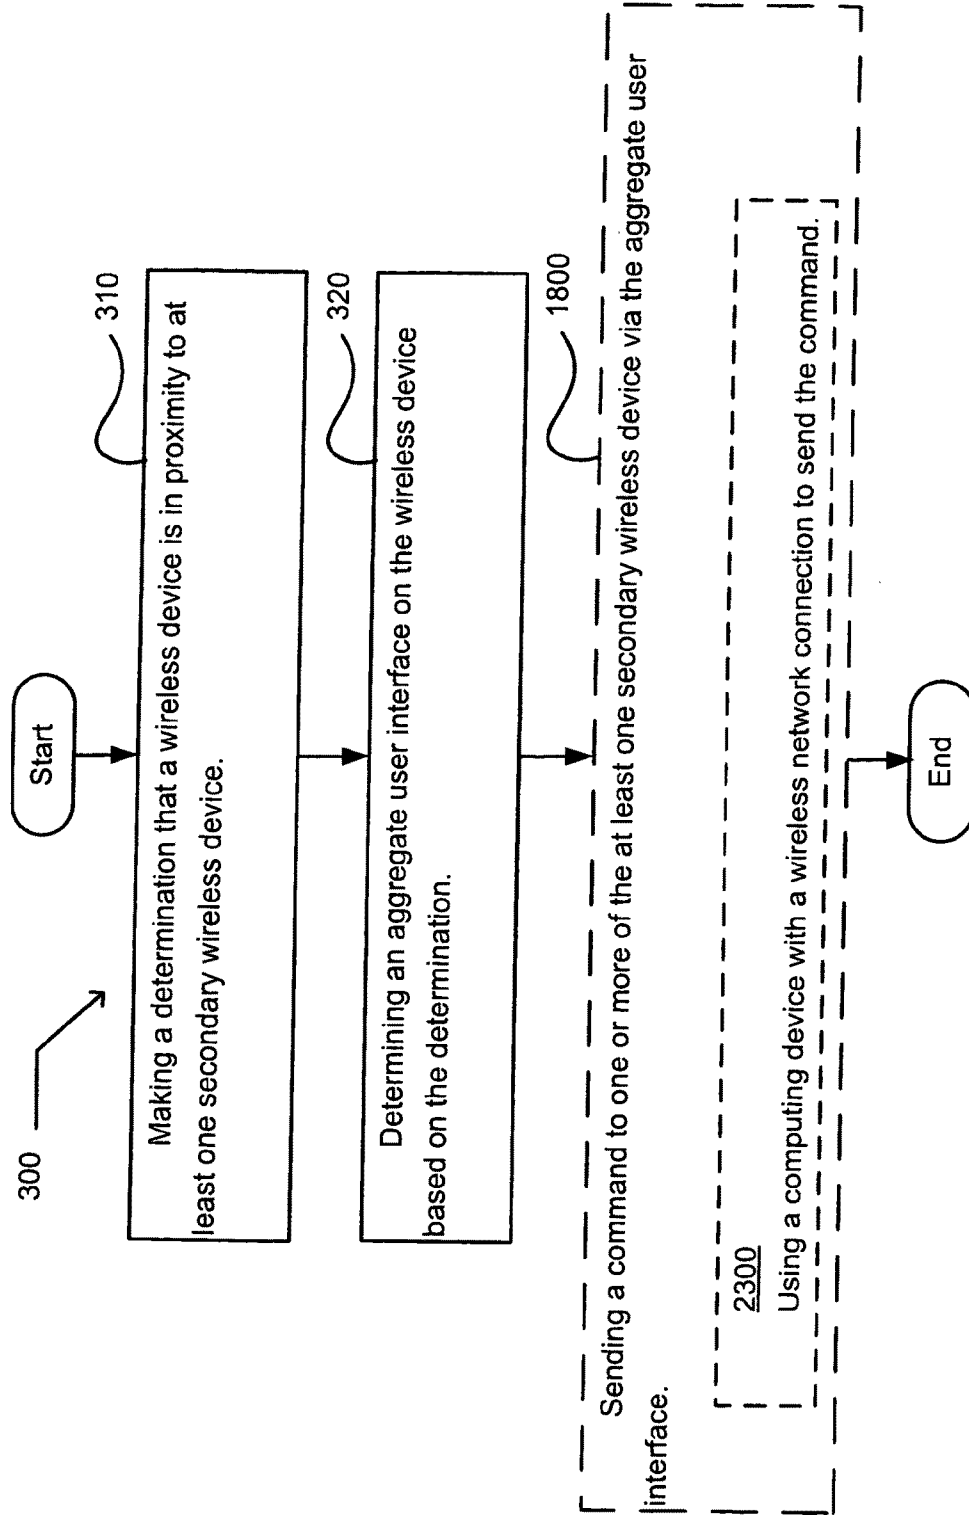 300
Start
310
Making a determination that a wireless device is in proximity to at
least one secondary wireless device.
320
Determining an aggregate user interface on the wireless device
based on the determination.
1800
Sending a command to one or more of the at least one secondary wireless device via the aggregate user
interface.
2300
Using a computing device with a wireless network connection to send the command.
End